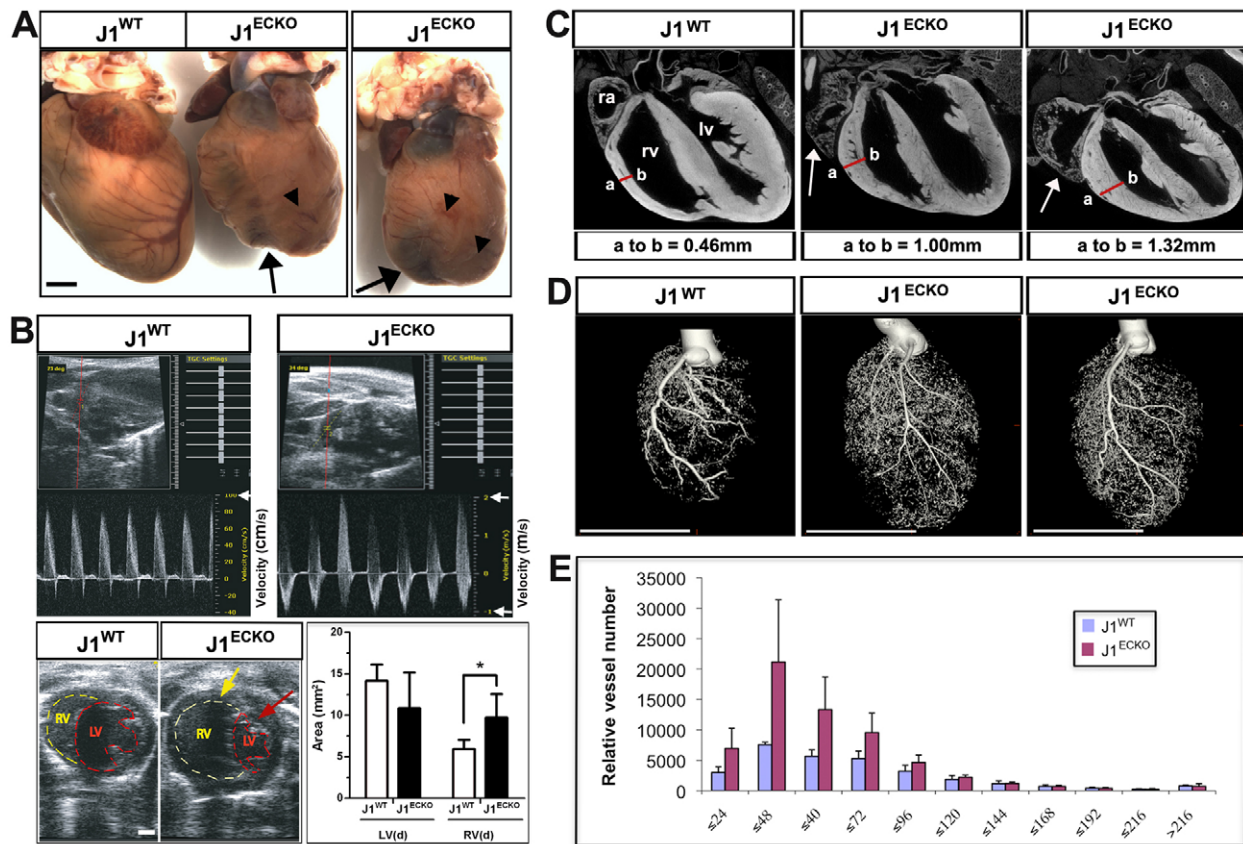 A
J1WT
J1ECKO
J1ECKO
B
J1WT
J1ECKO
TGC Settings
TGC Settings
100
80
60
40
20
0
-20
-40
Velocity (cm/s)
Velocity (cm/s)
2
1
0
-1
Velocity (m/s)
Velocity (m/s)
J1WT
J1ECKO
RV
LV
RV
LV
Area (mm2)
20
15
10
5
0
*
J1WT J1ECKO
J1WT J1ECKO
LV(d)
RV(d)
C
J1WT
J1ECKO
J1ECKO
ra
lv
rv
a
b
a
b
a
b
a to b = 0.46mm
a to b = 1.00mm
a to b = 1.32mm
D
J1WT
J1ECKO
J1ECKO
E
Relative vessel number
35000
30000
25000
20000
15000
10000
5000
0
J1WT
J1ECKO
≤24
≤48
≤40
≤72
≤96
≤120
≤144
≤168
≤192
≤216
>216